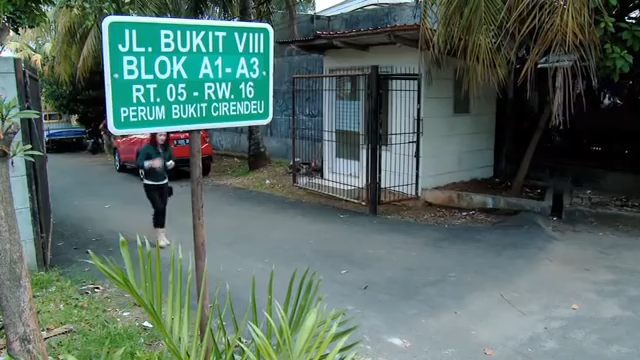 JL. BUKIT VIII
BLOK A1-A3
RT. 05 - RW. 16
PERUM BUKIT CIRENDEU